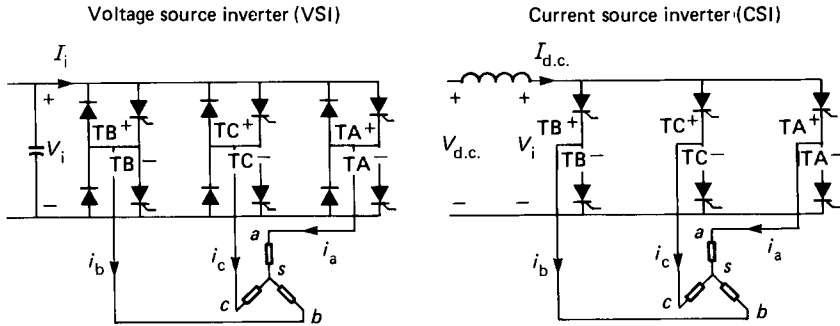 Voltage source inverter (VSI)
Current source inverter (CSI)
I_i
I_d.c.
+
V_i
−
TB+
TB−
TC+
TC−
TA+
TA−
+
V_d.c.
−
+
V_i
−
TB+
TB−
TC+
TC−
TA+
TA−
i_b
i_c
a
i_a
s
c
b
i_b
i_c
a
i_a
s
c
b